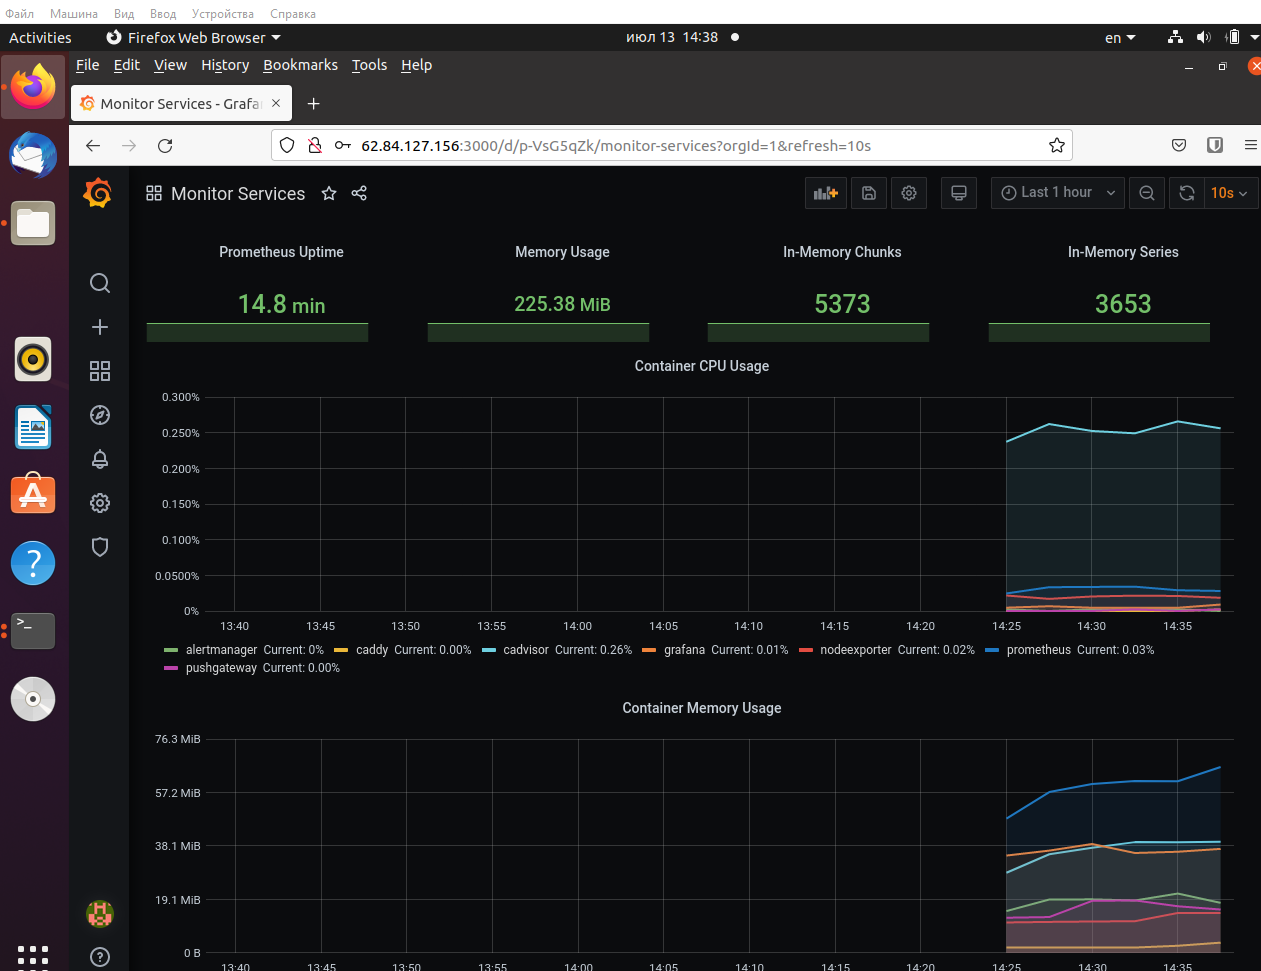 Файл Машина Вид Ввод Устройства Справка
Activities Firefox Web Browser июл 13 14:38 en
File Edit View History Bookmarks Tools Help
Monitor Services - Grafa
62.84.127.156:3000/d/p-VsG5qZk/monitor-services?orgId=1&refresh=10s
Monitor Services Last 1 hour 10s
Prometheus Uptime Memory Usage In-Memory Chunks In-Memory Series
14.8 min 225.38 MiB 5373 3653
Container CPU Usage
0.300%
0.250%
0.200%
0.150%
0.100%
0.0500%
0%
13:40 13:45 13:50 13:55 14:00 14:05 14:10 14:15 14:20 14:25 14:30 14:35
alertmanager Current: 0% caddy Current: 0.00% cadvisor Current: 0.26% grafana Current: 0.01% nodeexporter Current: 0.02% prometheus Current: 0.03%
pushgateway Current: 0.00%
Container Memory Usage
76.3 MiB
57.2 MiB
38.1 MiB
19.1 MiB
0 B
13:40 13:45 13:50 13:55 14:00 14:05 14:10 14:15 14:20 14:25 14:30 14:35